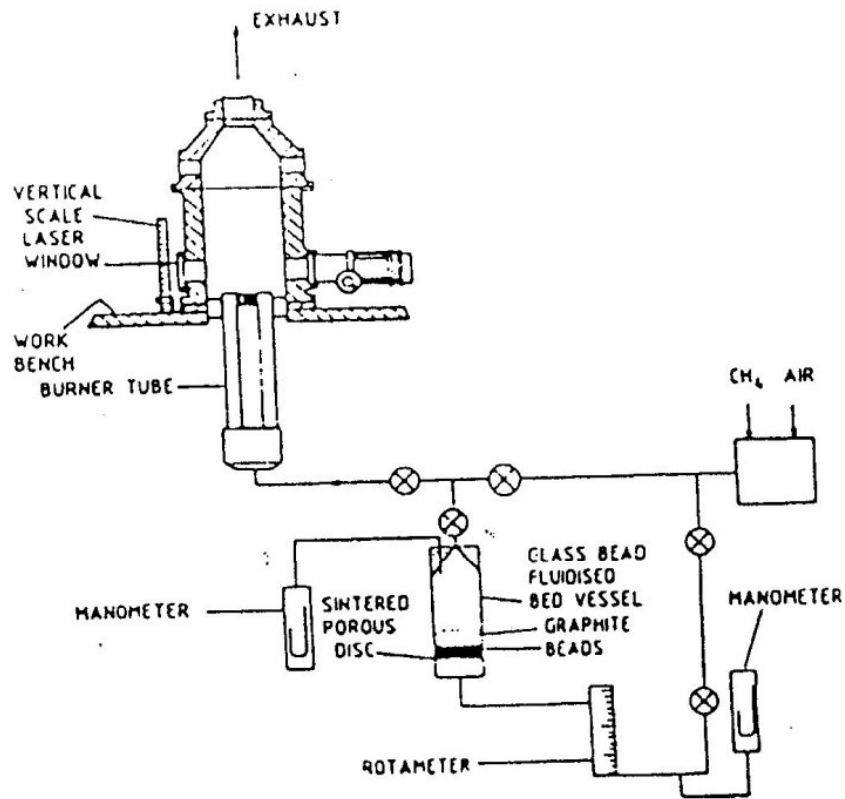 EXHAUST
VERTICAL
SCALE
LASER
WINDOW
WORK
BENCH
BURNER TUBE
CH₄ AIR
MANOMETER
SINTERED
POROUS
DISC
GLASS BEAD
FLUIDISED
BED VESSEL
GRAPHITE
BEADS
MANOMETER
ROTAMETER